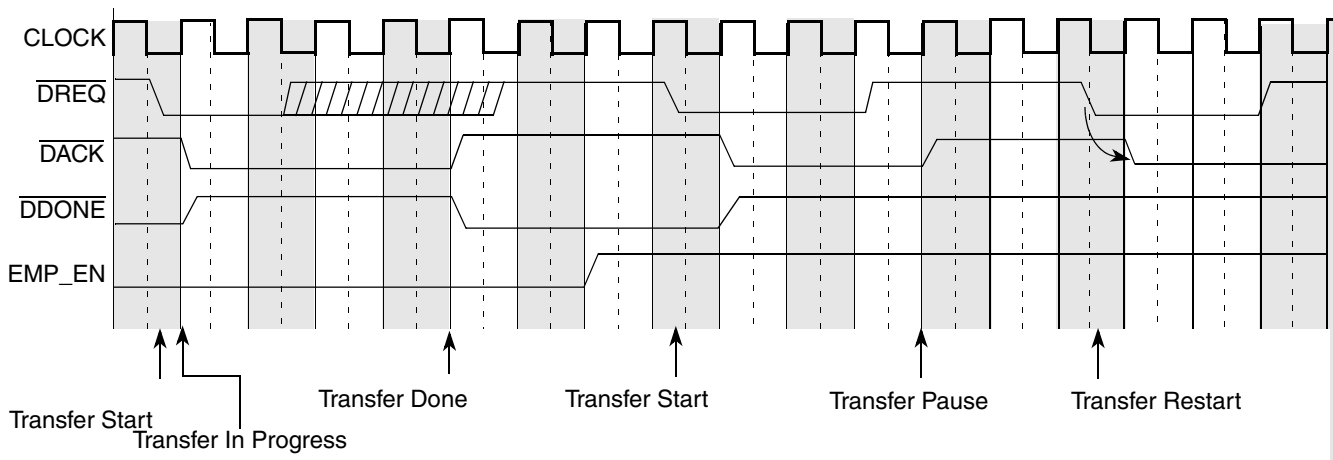 CLOCK
DREQ
DACK
DDONE
EMP_EN
Transfer Start
Transfer In Progress
Transfer Done
Transfer Start
Transfer Pause
Transfer Restart